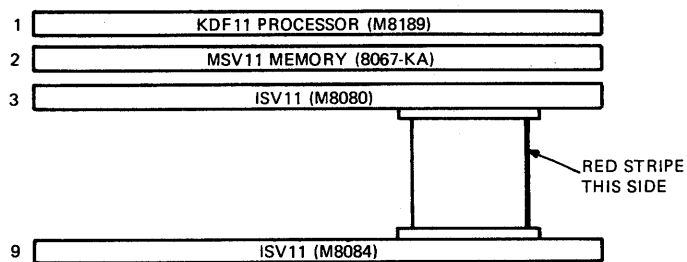 1 KDF11 PROCESSOR (M8189)
2 MSV11 MEMORY (8067-KA)
3 ISV11 (M8080)
RED STRIPE
THIS SIDE
9 ISV11 (M8084)